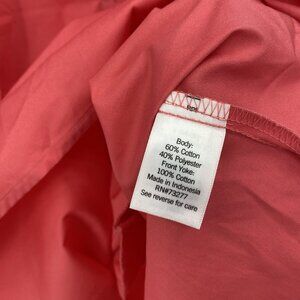 Body:
60% Cotton
40% Polyester
Front Yoke:
100% Cotton
Made in Indonesia
RN#73277
See reverse for care